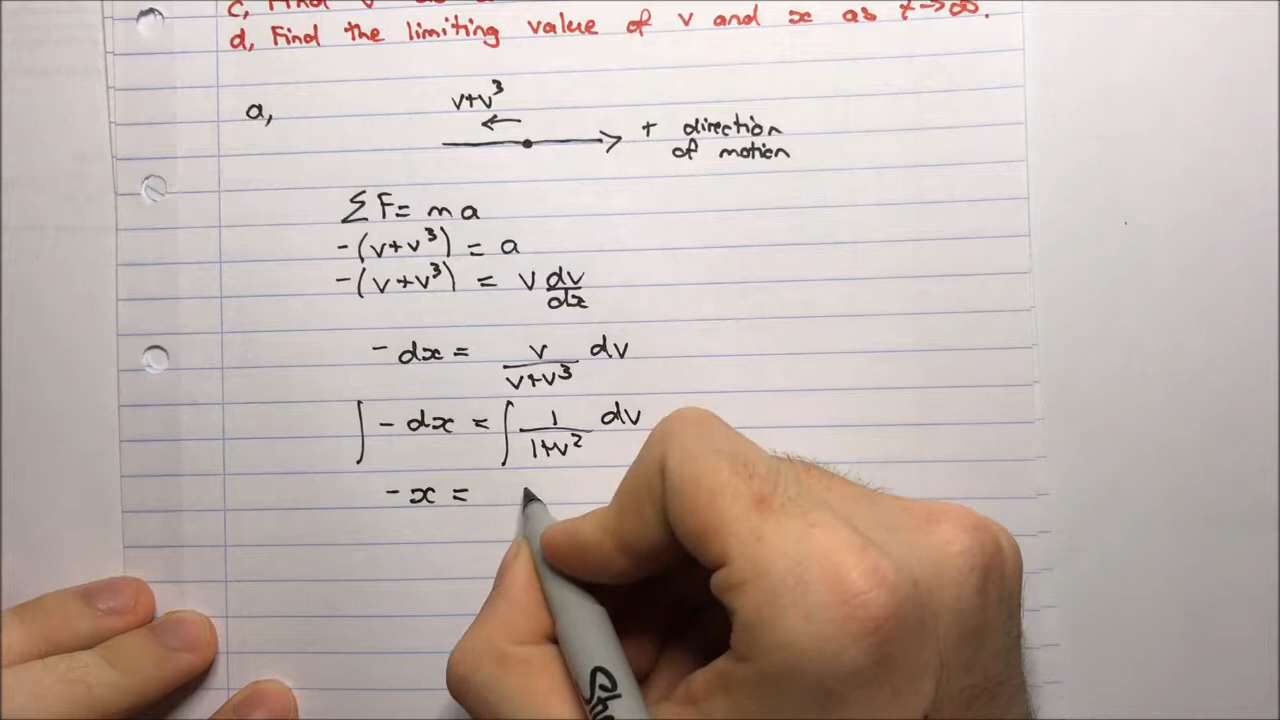 c, Find v
d, Find the limiting value of v and x as t→∞.
a,
v+v³
+ direction
of motion
∑F= ma
-(v+v³) = a
-(v+v³) = v dv/dx
- dx = v/(v+v³) dv
∫ - dx = ∫ 1/(1+v²) dv
-x =